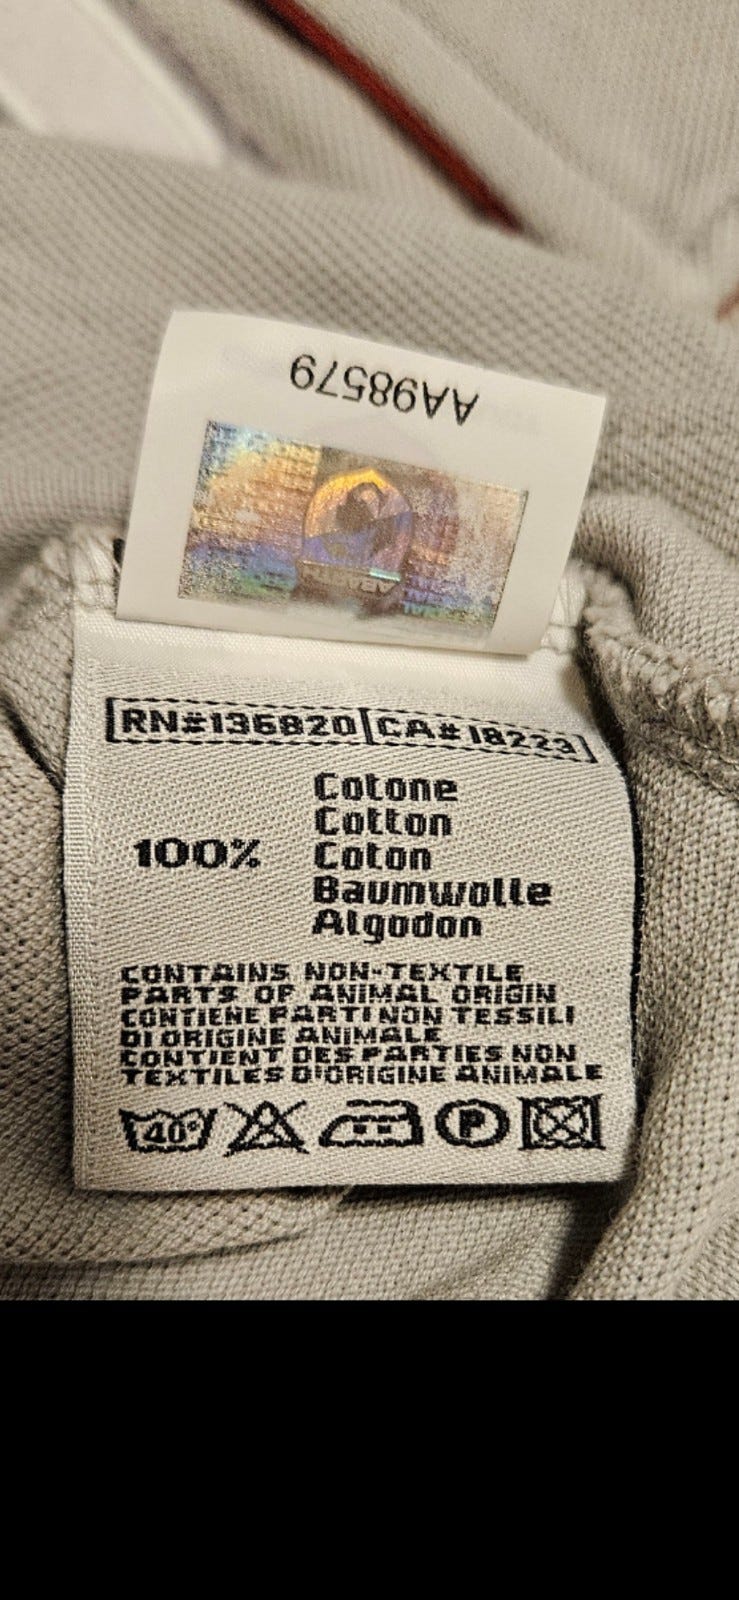 AA98579
RN#136820 CA#18223
Cotone
Cotton
100% Coton
Baumwolle
Algodon
CONTAINS NON-TEXTILE
PARTS OF ANIMAL ORIGIN
CONTIENE PARTI NON TESSILI
DI ORIGINE ANIMALE
CONTIENT DES PARTIES NON
TEXTILES D'ORIGINE ANIMALE
40° P